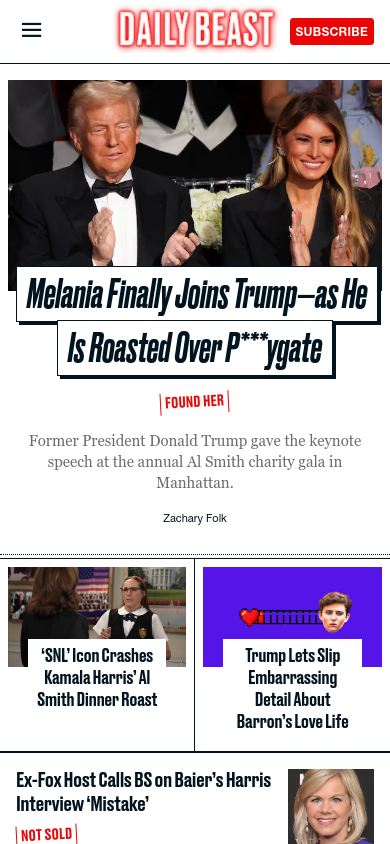 DAILY BEAST
SUBSCRIBE
Melania Finally Joins Trump—as He
Is Roasted Over P***ygate
FOUND HER
Former President Donald Trump gave the keynote
speech at the annual Al Smith charity gala in
Manhattan.
Zachary Folk
‘SNL’ Icon Crashes
Kamala Harris’ Al
Smith Dinner Roast
Trump Lets Slip
Embarrassing
Detail About
Barron’s Love Life
Ex-Fox Host Calls BS on Baier’s Harris
Interview ‘Mistake’
NOT SOLD